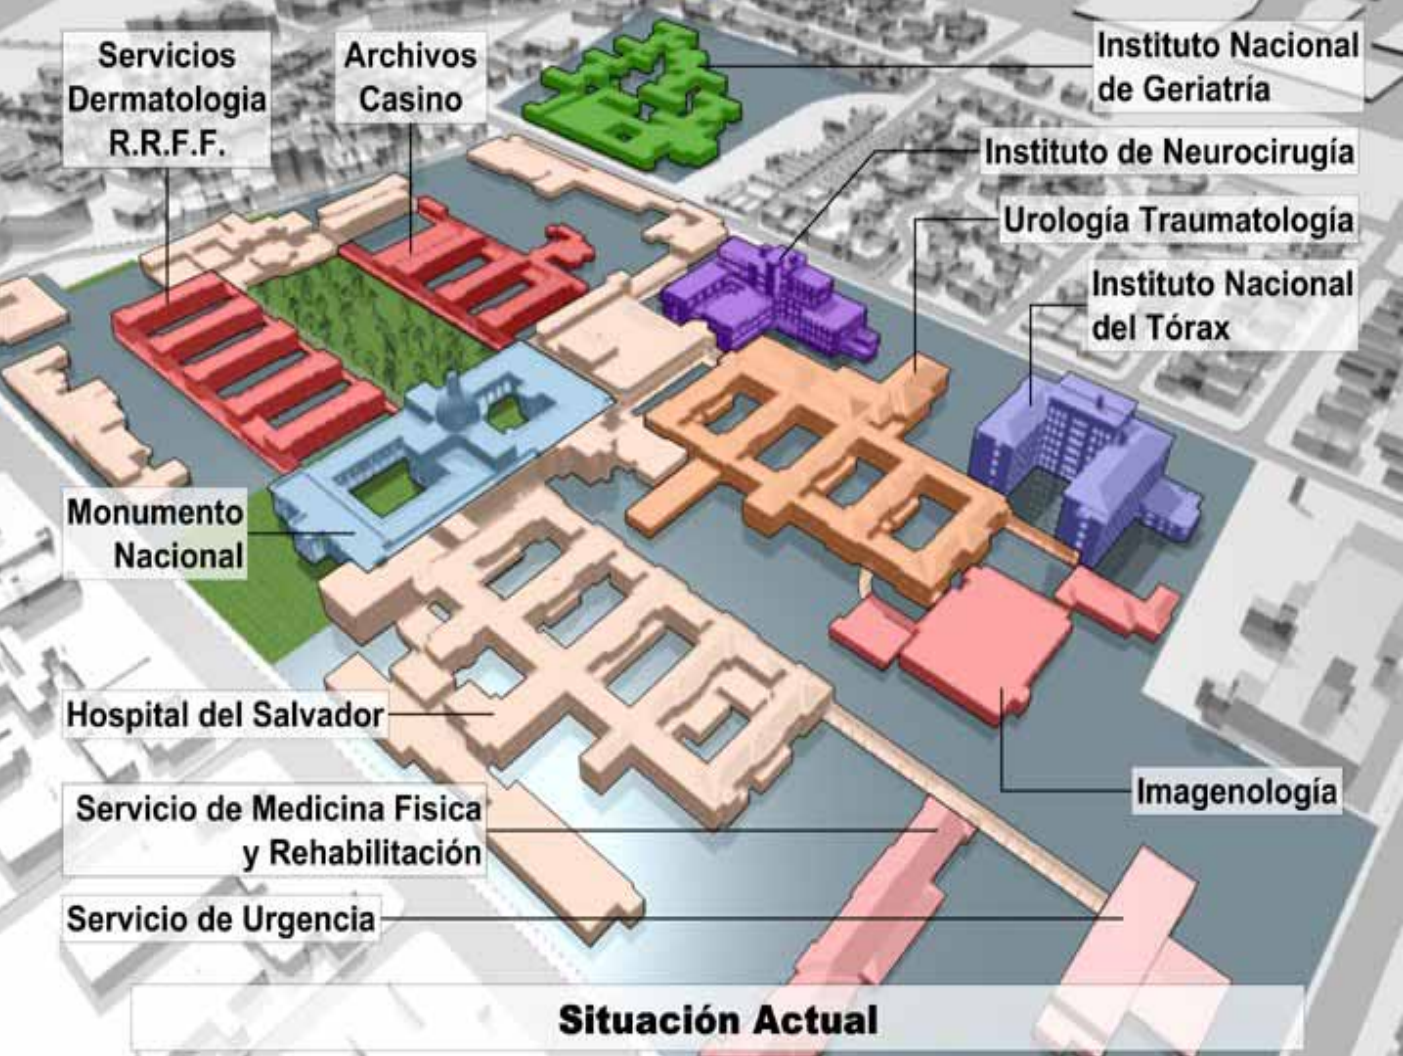 Servicios
Dermatologia
R.R.F.F.
Archivos
Casino
Instituto Nacional
de Geriatría
Instituto de Neurocirugía
Urología Traumatología
Instituto Nacional
del Tórax
Monumento
Nacional
Hospital del Salvador
Servicio de Medicina Fisica
y Rehabilitación
Servicio de Urgencia
Imagenología
Situación Actual